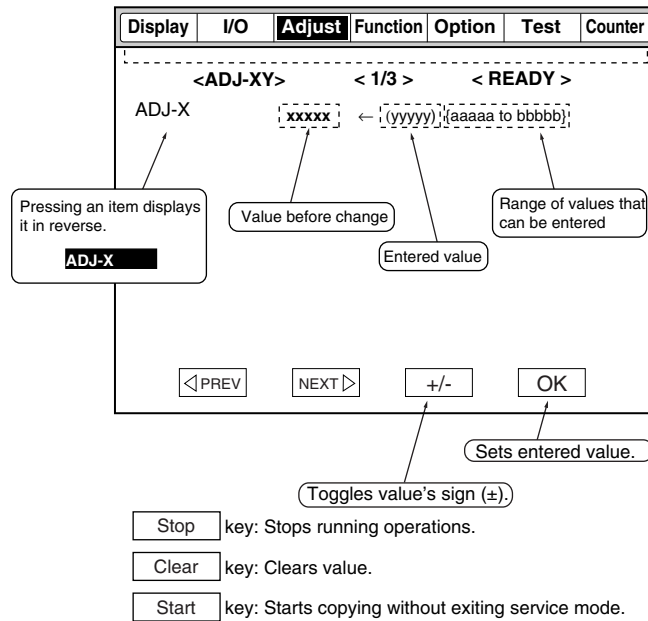 Display I/O Adjust Function Option Test Counter
<ADJ-XY> < 1/3 > < READY >
ADJ-X xxxxx ← (yyyyy) {aaaaa to bbbbb}
Pressing an item displays
it in reverse.
ADJ-X
Value before change
Entered value
Range of values that
can be entered
◁ PREV NEXT ▷ +/- OK
Sets entered value.
Toggles value's sign (±).
Stop key: Stops running operations.
Clear key: Clears value.
Start key: Starts copying without exiting service mode.